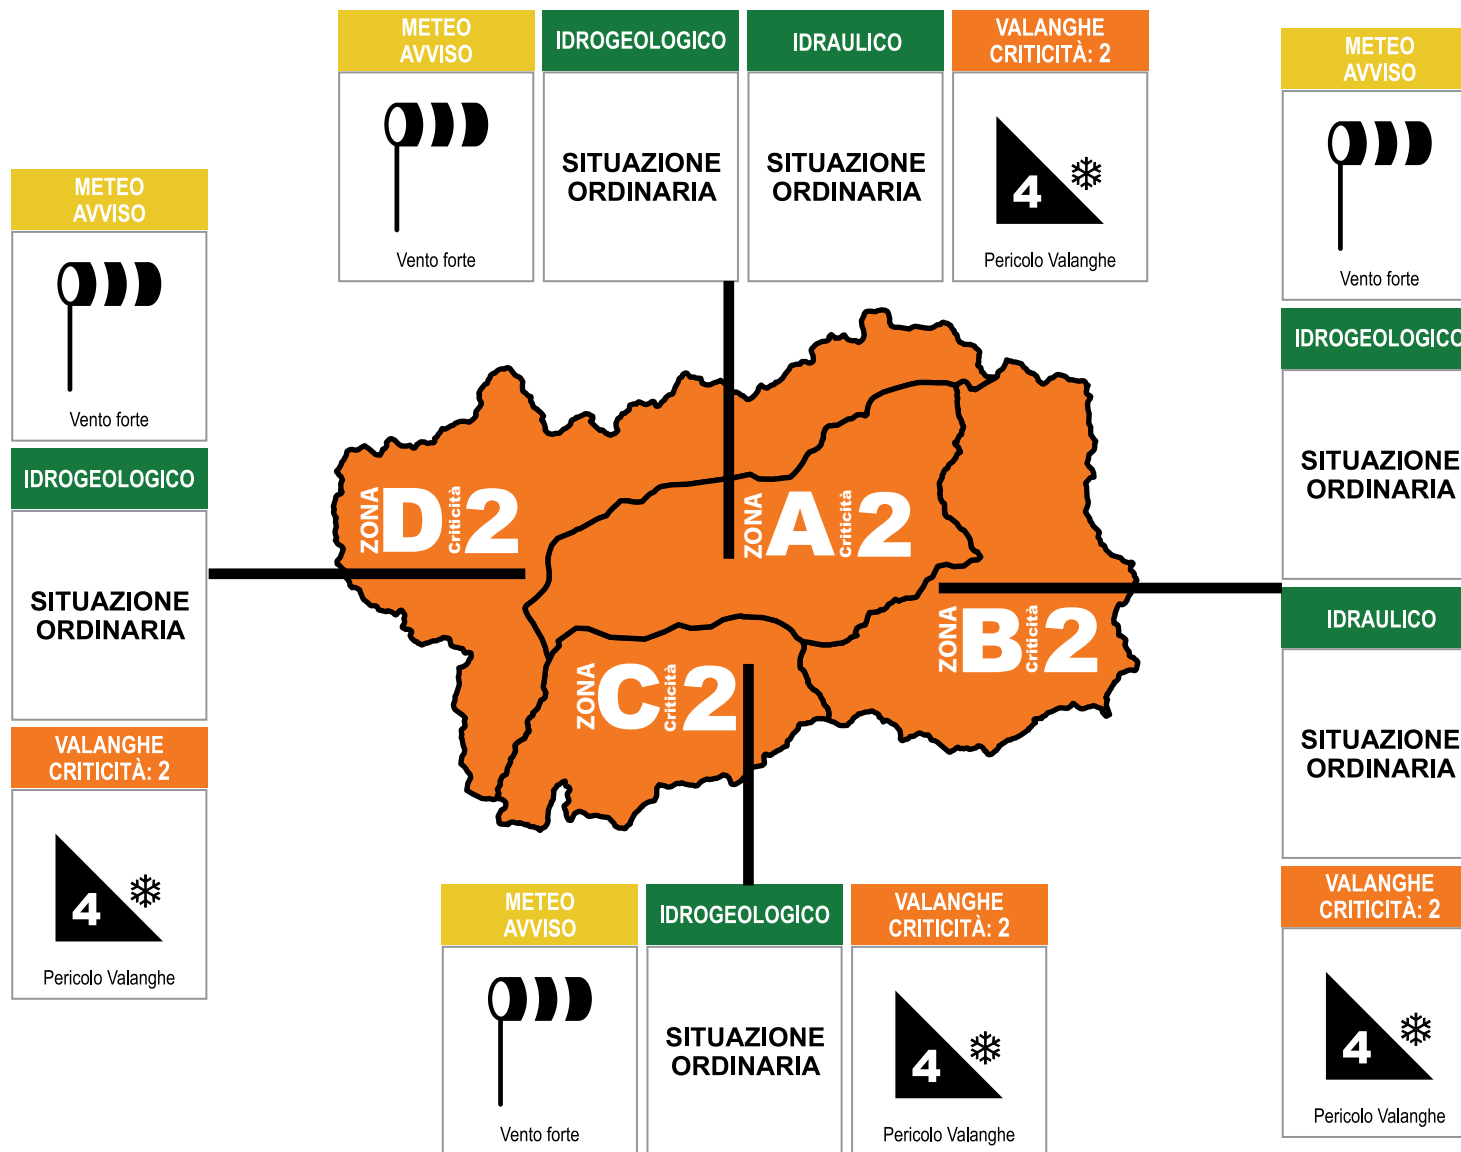 METEO
AVVISO
Vento forte
IDROGEOLOGICO
SITUAZIONE
ORDINARIA
IDRAULICO
SITUAZIONE
ORDINARIA
VALANGHE
CRITICITÀ: 2
4
Pericolo Valanghe
METEO
AVVISO
Vento forte
IDROGEOLOGICO
SITUAZIONE
ORDINARIA
VALANGHE
CRITICITÀ: 2
4
Pericolo Valanghe
ZONA D Criticità 2
ZONA A Criticità 2
ZONA B Criticità 2
ZONA C Criticità 2
METEO
AVVISO
Vento forte
IDROGEOLOGICO
SITUAZIONE
ORDINARIA
IDRAULICO
SITUAZIONE
ORDINARIA
VALANGHE
CRITICITÀ: 2
4
Pericolo Valanghe
METEO
AVVISO
Vento forte
IDROGEOLOGICO
SITUAZIONE
ORDINARIA
VALANGHE
CRITICITÀ: 2
4
Pericolo Valanghe